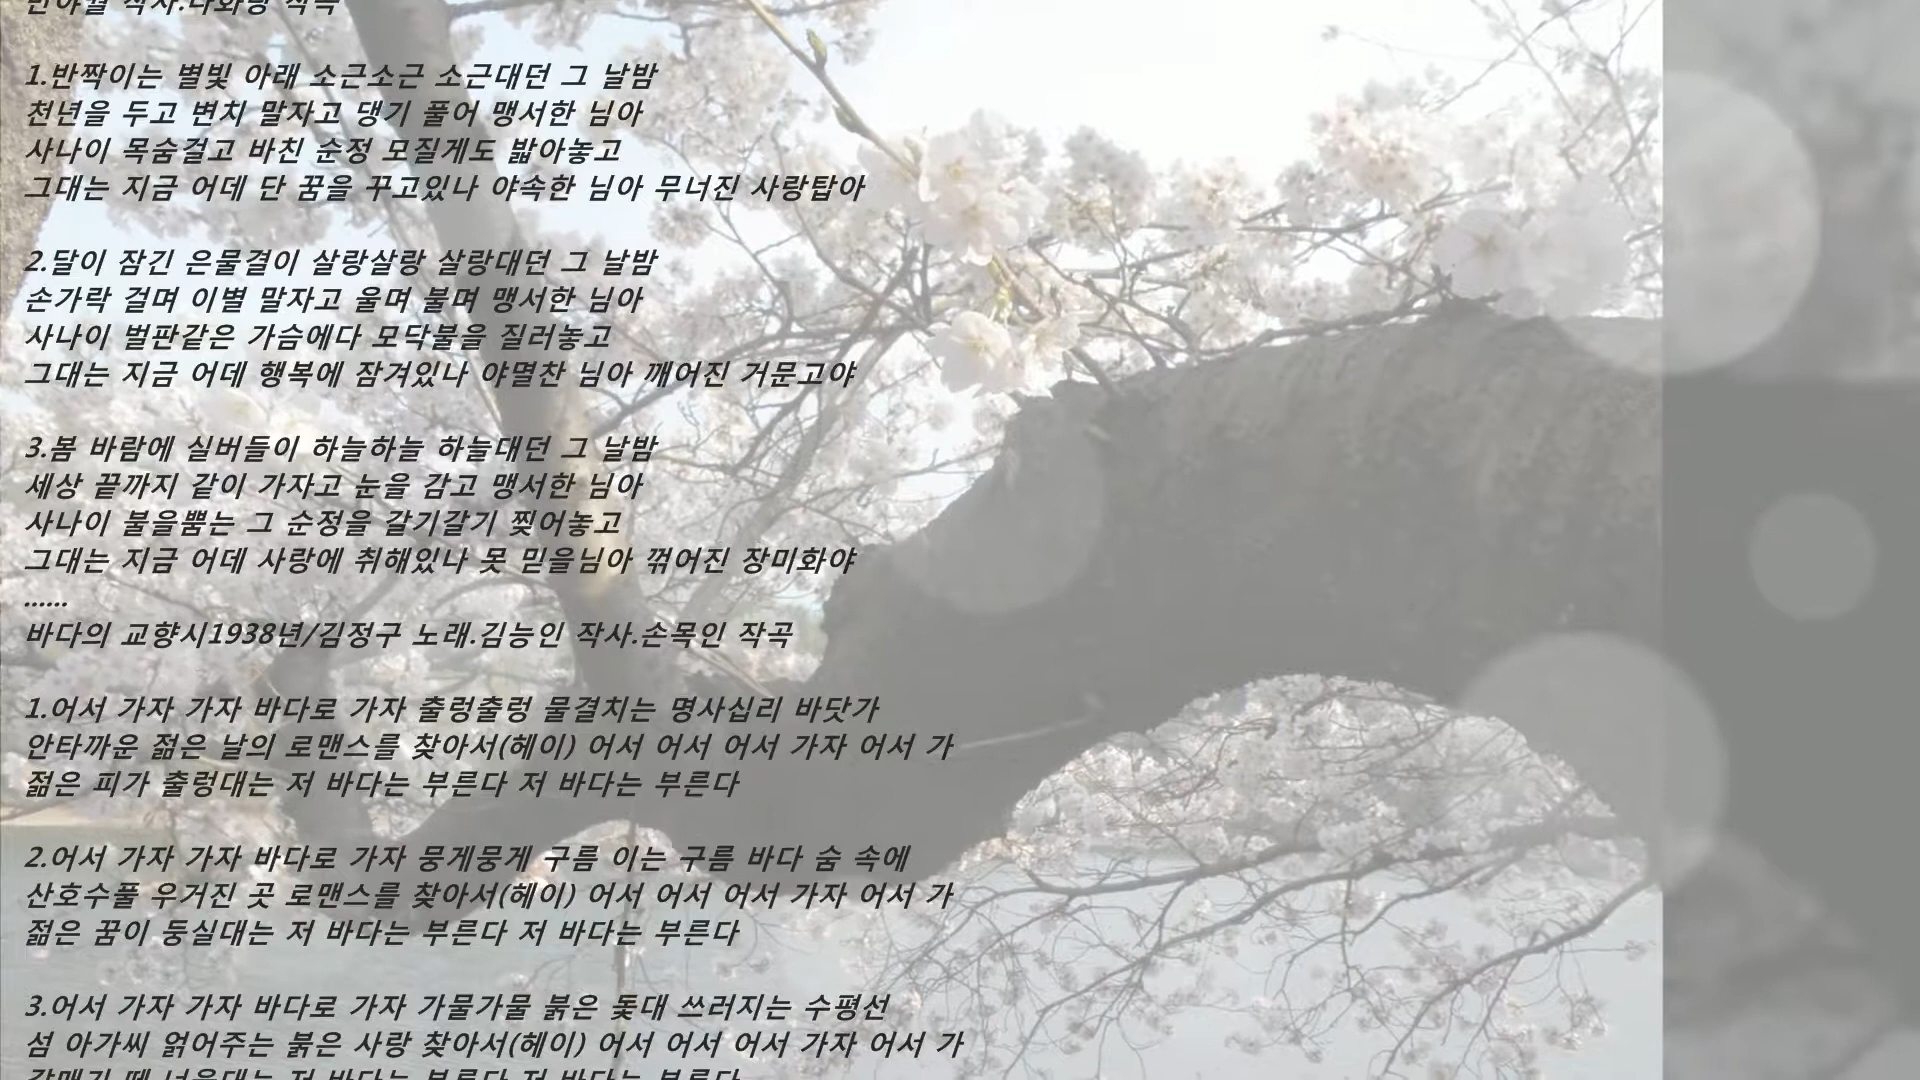 1.반짝이는 별빛 아래 소근소근 소근대던 그 날밤
천년을 두고 변치 말자고 댕기 풀어 맹서한 님아
사나이 목숨걸고 바친 순정 모질게도 밟아놓고
그대는 지금 어데 단 꿈을 꾸고있나 야속한 님아 무너진 사랑탑아
2.달이 잠긴 은물결이 살랑살랑 살랑대던 그 날밤
손가락 걸며 이별 말자고 울며 불며 맹서한 님아
사나이 벌판같은 가슴에다 모닥불을 질러놓고
그대는 지금 어데 행복에 잠겨있나 야멸찬 님아 깨어진 거문고야
3.봄 바람에 실버들이 하늘하늘 하늘대던 그 날밤
세상 끝까지 같이 가자고 눈을 감고 맹서한 님아
사나이 불을뿜는 그 순정을 갈기갈기 찢어놓고
그대는 지금 어데 사랑에 취해있나 못 믿을님아 꺾어진 장미화야
......
바다의 교향시1938년/김정구 노래.김능인 작사.손목인 작곡
1.어서 가자 가자 바다로 가자 출렁출렁 물결치는 명사십리 바닷가
안타까운 젊은 날의 로맨스를 찾아서(헤이) 어서 어서 어서 가자 어서 가
젊은 피가 출렁대는 저 바다는 부른다 저 바다는 부른다
2.어서 가자 가자 바다로 가자 뭉게뭉게 구름 이는 구름 바다 숨 속에
산호수풀 우거진 곳 로맨스를 찾아서(헤이) 어서 어서 어서 가자 어서 가
젊은 꿈이 둥실대는 저 바다는 부른다 저 바다는 부른다
3.어서 가자 가자 바다로 가자 가물가물 붉은 돛대 쓰러지는 수평선
섬 아가씨 얽어주는 붉은 사랑 찾아서(헤이) 어서 어서 어서 가자 어서 가